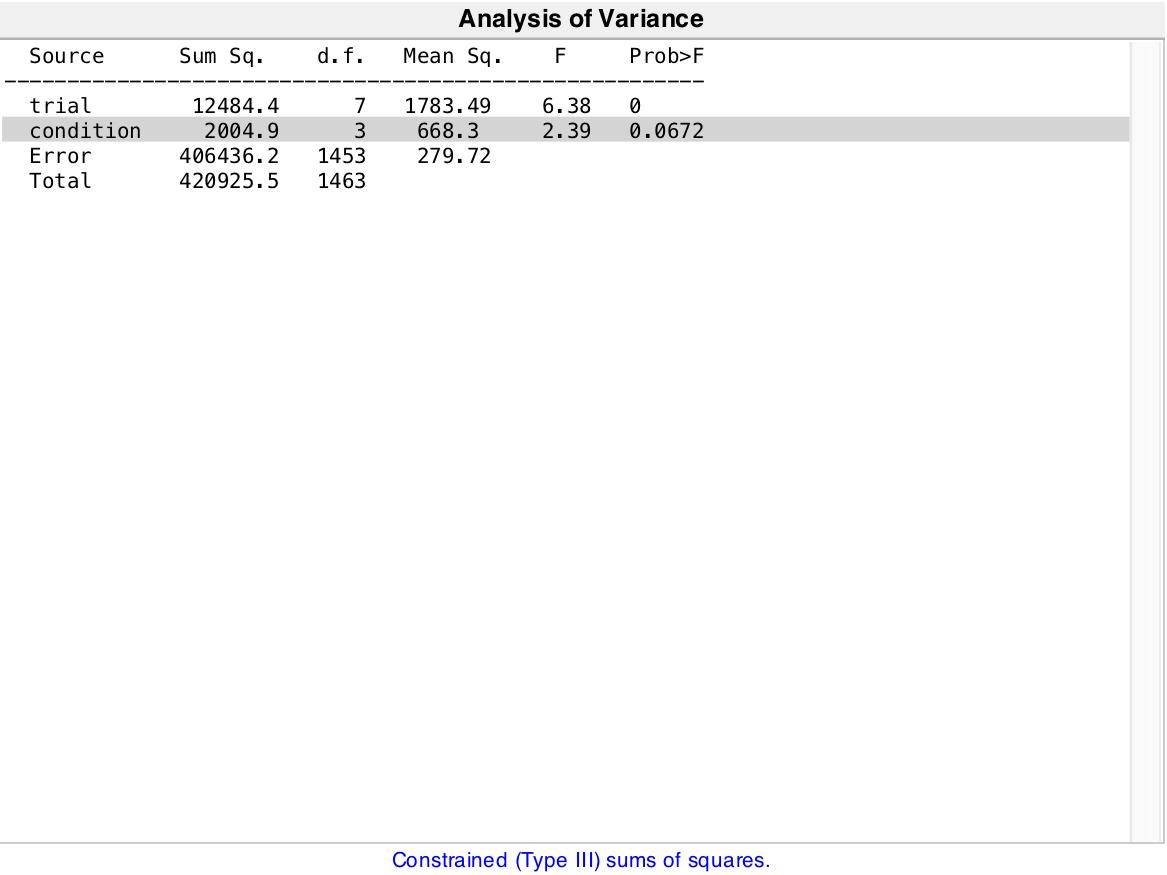 Analysis of Variance
Source Sum Sq. d.f. Mean Sq. F Prob>F
--------------------------------------------------------
trial 12484.4 7 1783.49 6.38 0
condition 2004.9 3 668.3 2.39 0.0672
Error 406436.2 1453 279.72
Total 420925.5 1463
Constrained (Type III) sums of squares.